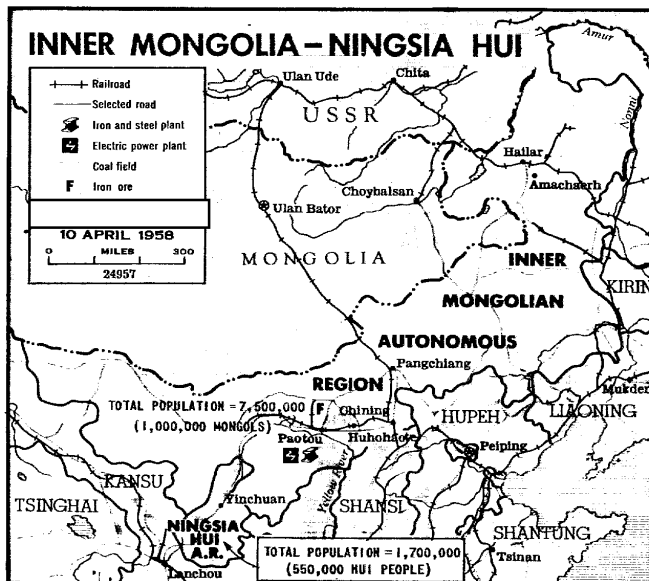 INNER MONGOLIA – NINGSIA HUI
Railroad
Selected road
Iron and steel plant
Electric power plant
Coal field
F Iron ore
10 APRIL 1958
0 MILES 300
24957
Amur
Nonni
Ulan Ude
Chita
USSR
Hailar
Amachaerh
Choybalsan
Ulan Bator
MONGOLIA
INNER
MONGOLIAN
AUTONOMOUS
REGION
KIRIN
Pangchiang
Mukden
TOTAL POPULATION = 7,500,000
(1,000,000 MONGOLS)
F
Chining
HUPEH
LIAONING
Paotou
Huhohaote
Peiping
KANSU
Yinchuan
Yellow River
TSINGHAI
SHANSI
NINGSIA
HUI
A.R.
SHANTUNG
Tsinan
Lanchou
TOTAL POPULATION = 1,700,000
(550,000 HUI PEOPLE)